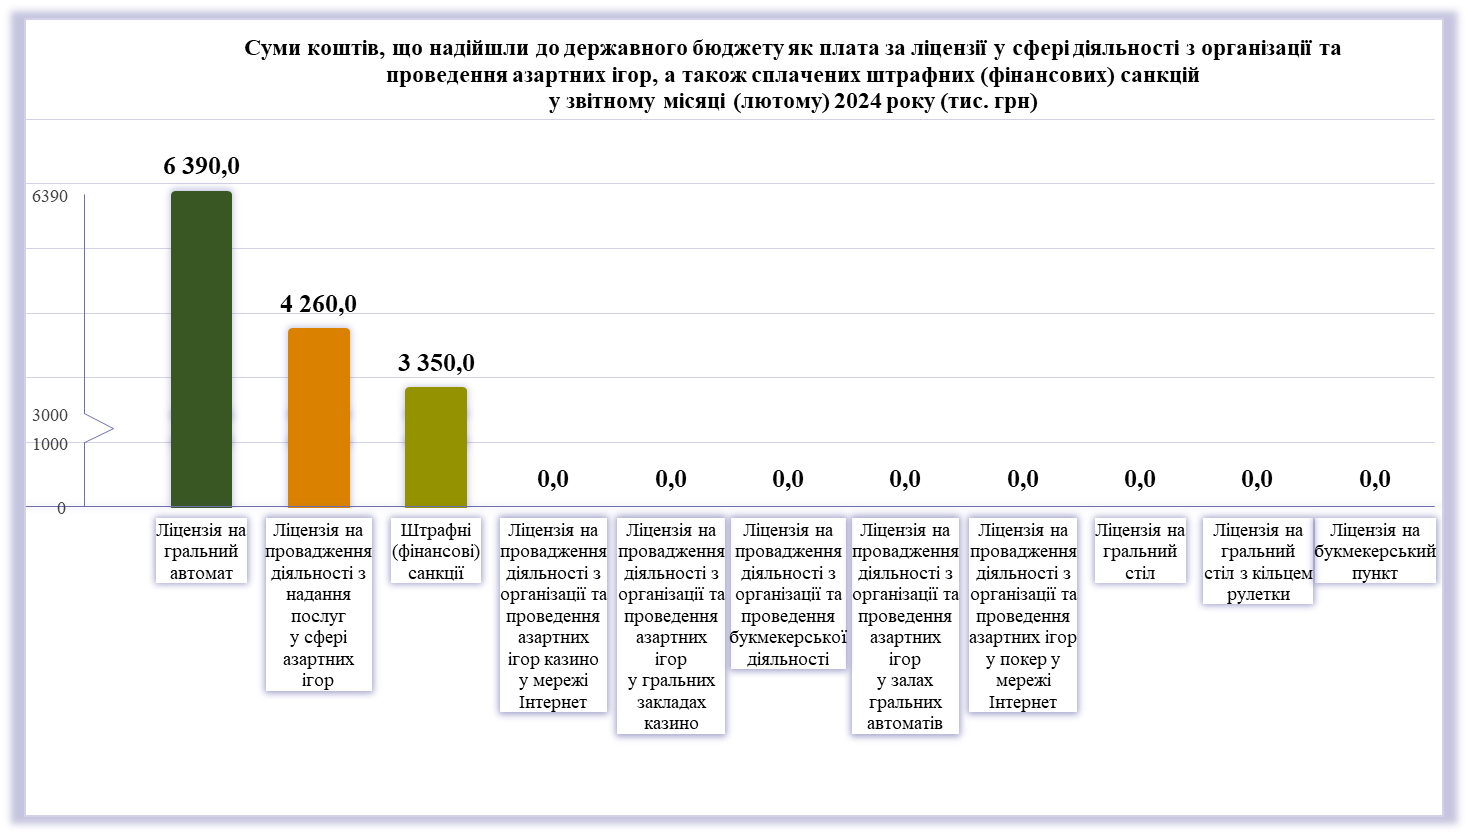 Суми коштів, що надійшли до державного бюджету як плата за ліцензії у сфері діяльності з організації та
проведення азартних ігор, а також сплачених штрафних (фінансових) санкцій
у звітному місяці (лютому) 2024 року (тис. грн)
6390
3000
1000
0
6 390,0
4 260,0
3 350,0
0,0
0,0
0,0
0,0
0,0
0,0
0,0
0,0
Ліцензія на
гральний
автомат
Ліцензія на
провадження
діяльності з
надання
послуг
у сфері
азартних
ігор
Штрафні
(фінансові)
санкції
Ліцензія на
провадження
діяльності з
організації та
проведення
азартних
ігор казино
у мережі
Інтернет
Ліцензія на
провадження
діяльності з
організації та
проведення
азартних
ігор
у гральних
закладах
казино
Ліцензія на
провадження
діяльності з
організації та
проведення
букмекерської
діяльності
Ліцензія на
провадження
діяльності з
організації та
проведення
азартних
ігор
у залах
гральних
автоматів
Ліцензія на
провадження
діяльності з
організації та
проведення
азартних ігор
у покер у
мережі
Інтернет
Ліцензія на
гральний
стіл
Ліцензія на
гральний
стіл з кільцем
рулетки
Ліцензія на
букмекерський
пункт